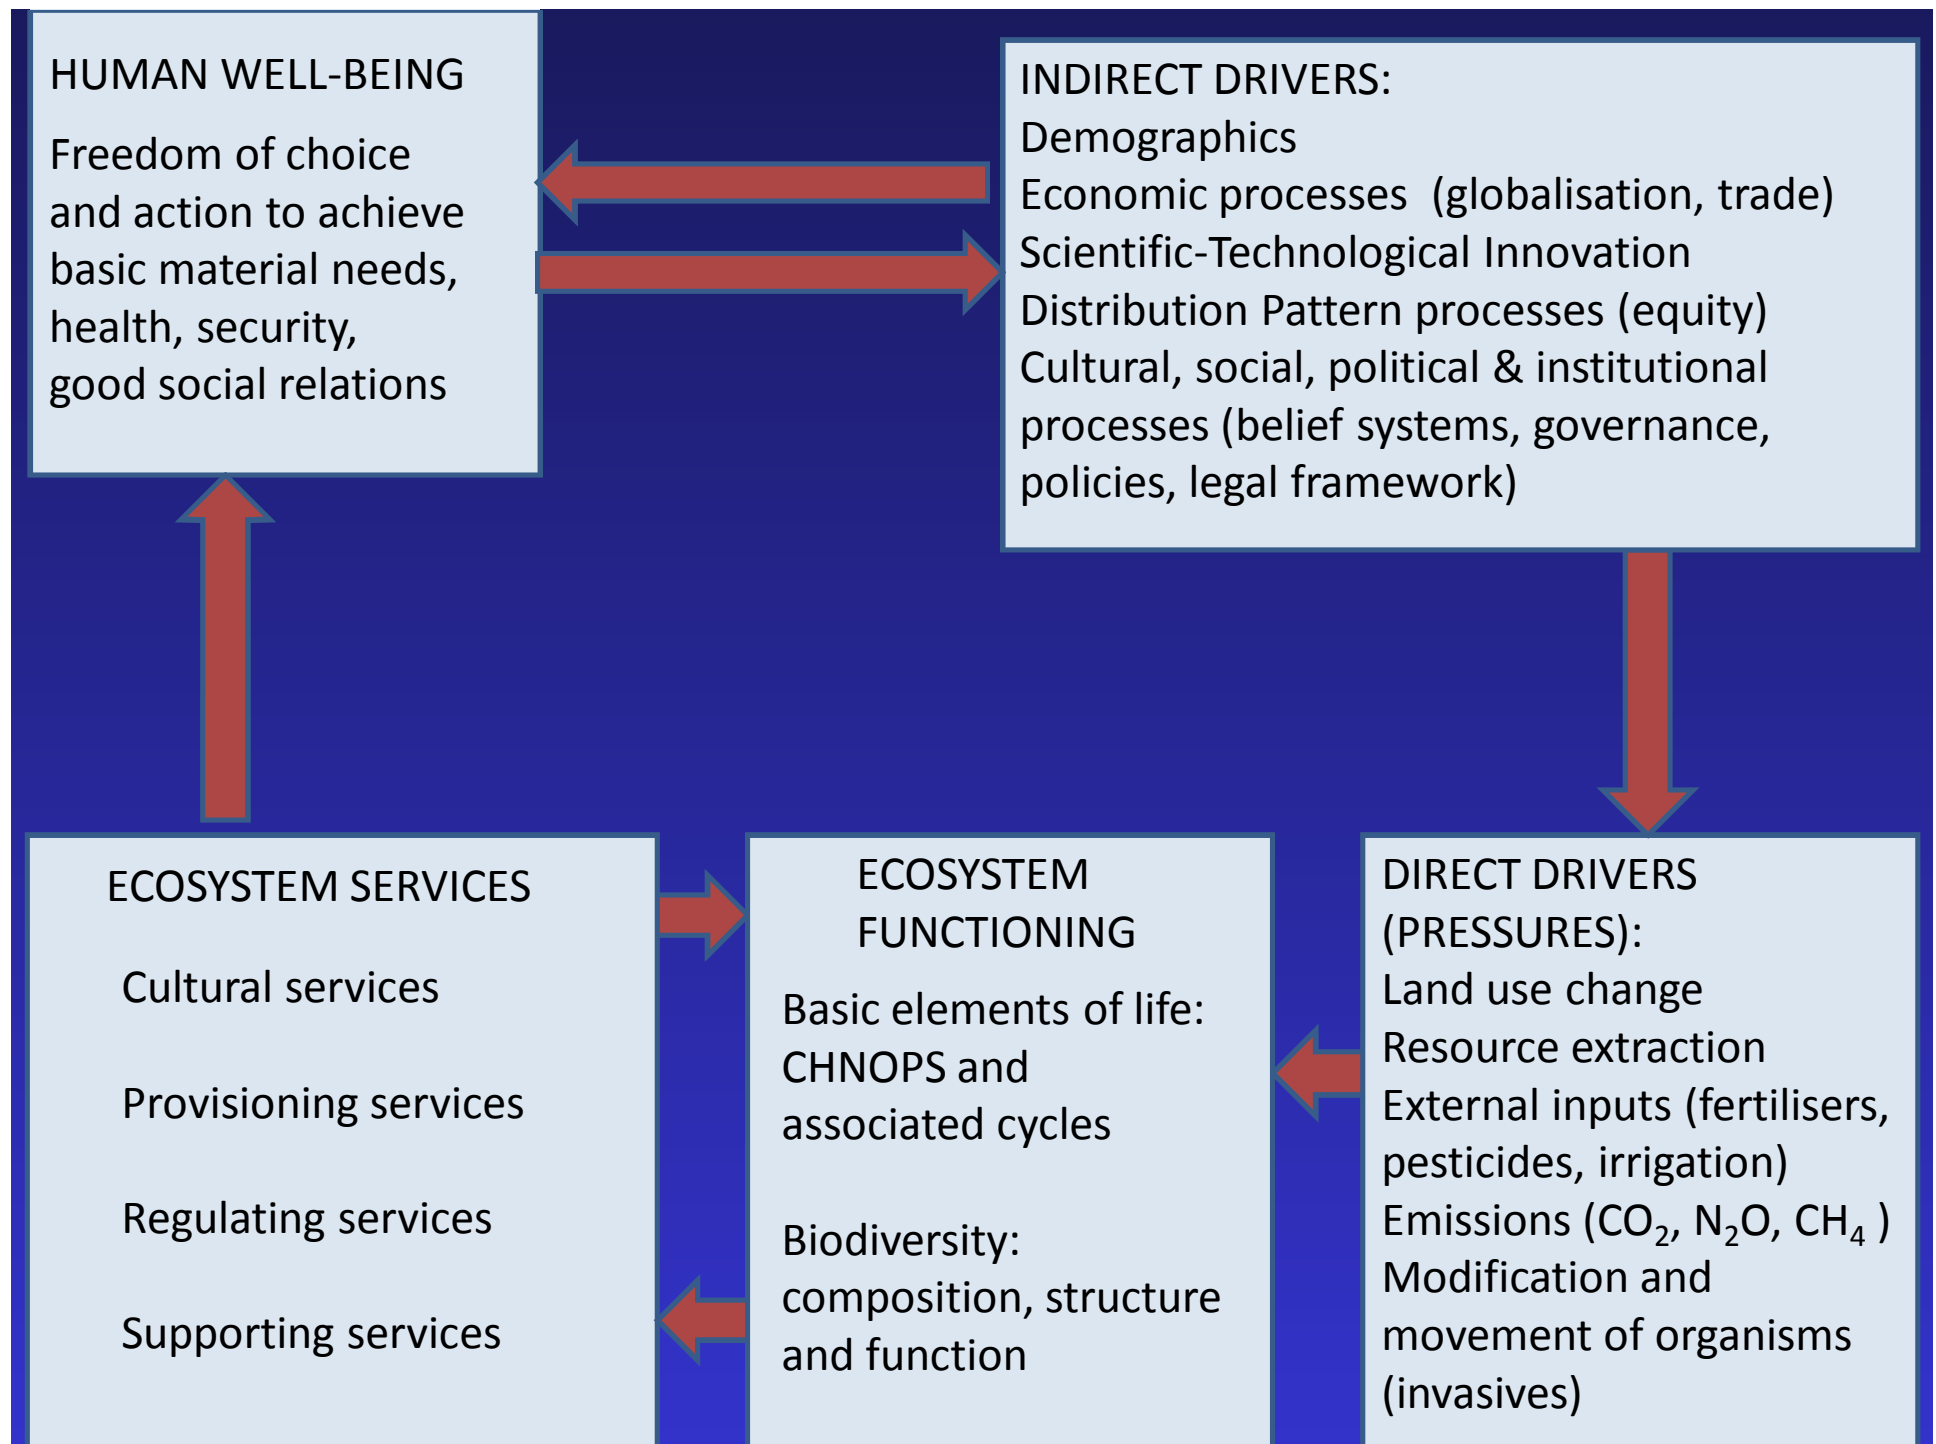 HUMAN WELL-BEING
Freedom of choice
and action to achieve
basic material needs,
health, security,
good social relations
INDIRECT DRIVERS:
Demographics
Economic processes  (globalisation, trade)
Scientific-Technological Innovation
Distribution Pattern processes (equity)
Cultural, social, political & institutional
processes (belief systems, governance,
policies, legal framework)
ECOSYSTEM SERVICES
Cultural services
Provisioning services
Regulating services
Supporting services
ECOSYSTEM
FUNCTIONING
Basic elements of life:
CHNOPS and
associated cycles
Biodiversity:
composition, structure
and function
DIRECT DRIVERS
(PRESSURES):
Land use change
Resource extraction
External inputs (fertilisers,
pesticides, irrigation)
Emissions (CO₂, N₂O, CH₄ )
Modification and
movement of organisms
(invasives)